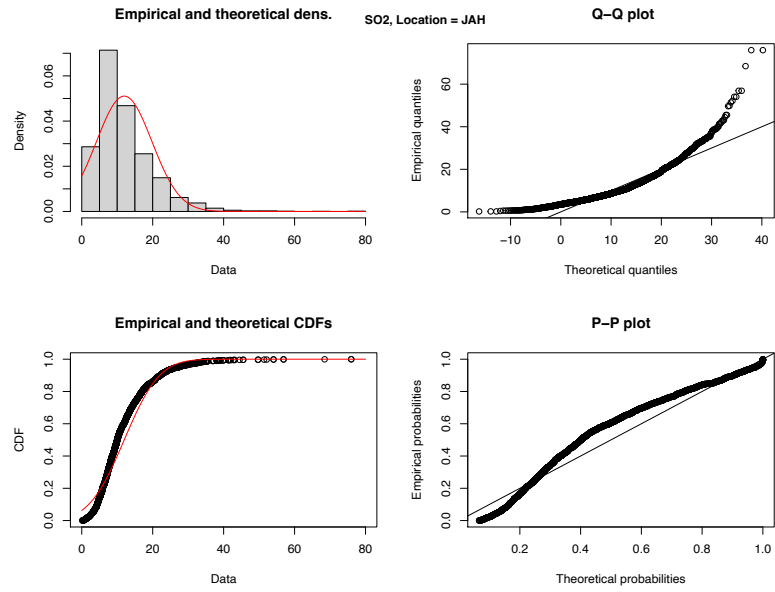 Empirical and theoretical dens.
SO2, Location = JAH
Q−Q plot
Density
0.00
0.02
0.04
0.06
0 20 40 60 80
Data
Empirical quantiles
0
20
40
60
−10 0 10 20 30 40
Theoretical quantiles
Empirical and theoretical CDFs
P−P plot
CDF
0.0
0.2
0.4
0.6
0.8
1.0
0 20 40 60 80
Data
Empirical probabilities
0.0
0.2
0.4
0.6
0.8
1.0
0.2 0.4 0.6 0.8 1.0
Theoretical probabilities